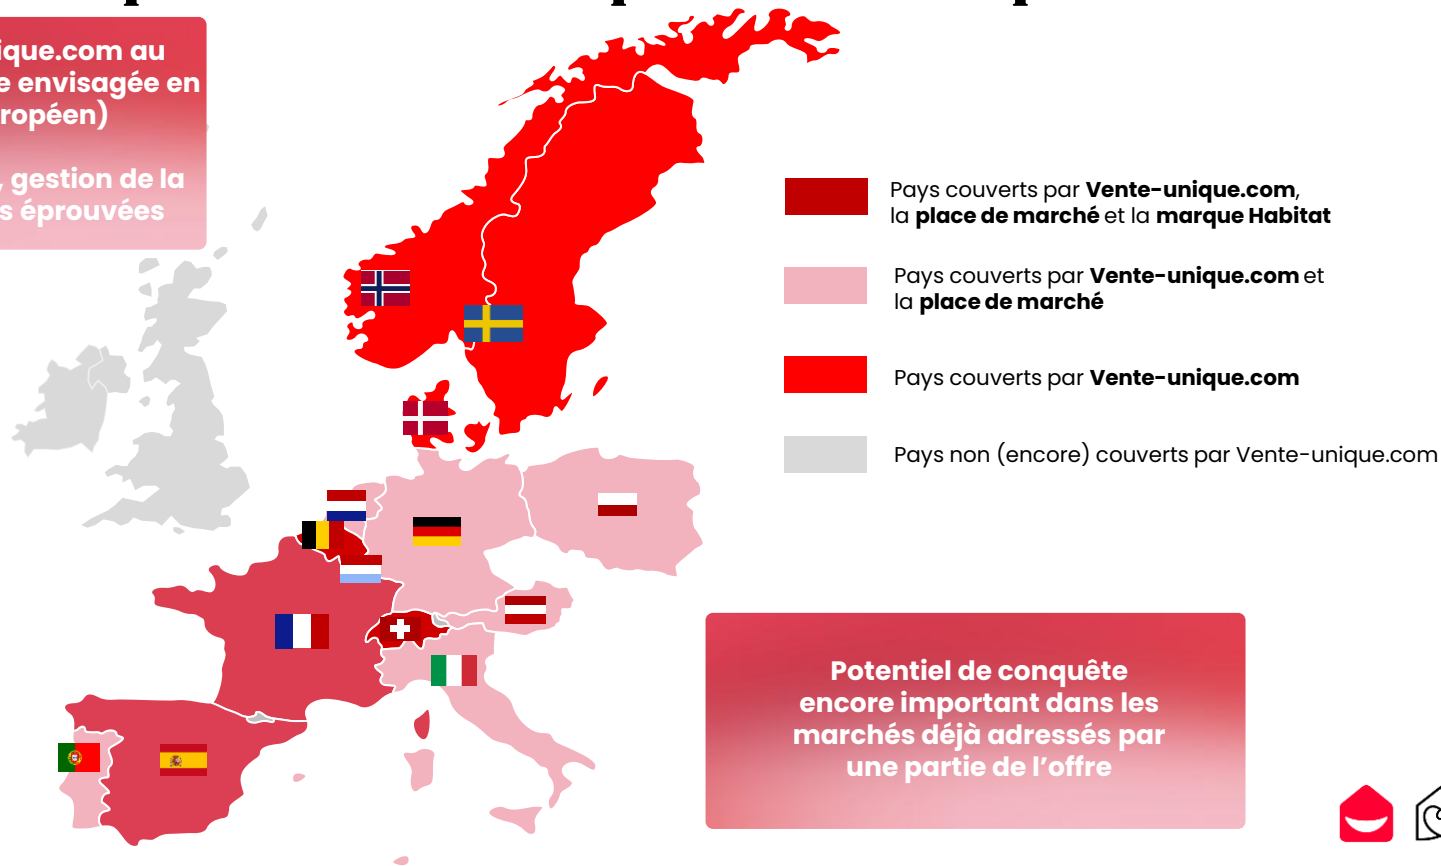 ique.com au
e envisagée en
ropéen)
, gestion de la
s éprouvées
Pays couverts par Vente-unique.com,
la place de marché et la marque Habitat
Pays couverts par Vente-unique.com et
la place de marché
Pays couverts par Vente-unique.com
Pays non (encore) couverts par Vente-unique.com
Potentiel de conquête
encore important dans les
marchés déjà adressés par
une partie de l'offre